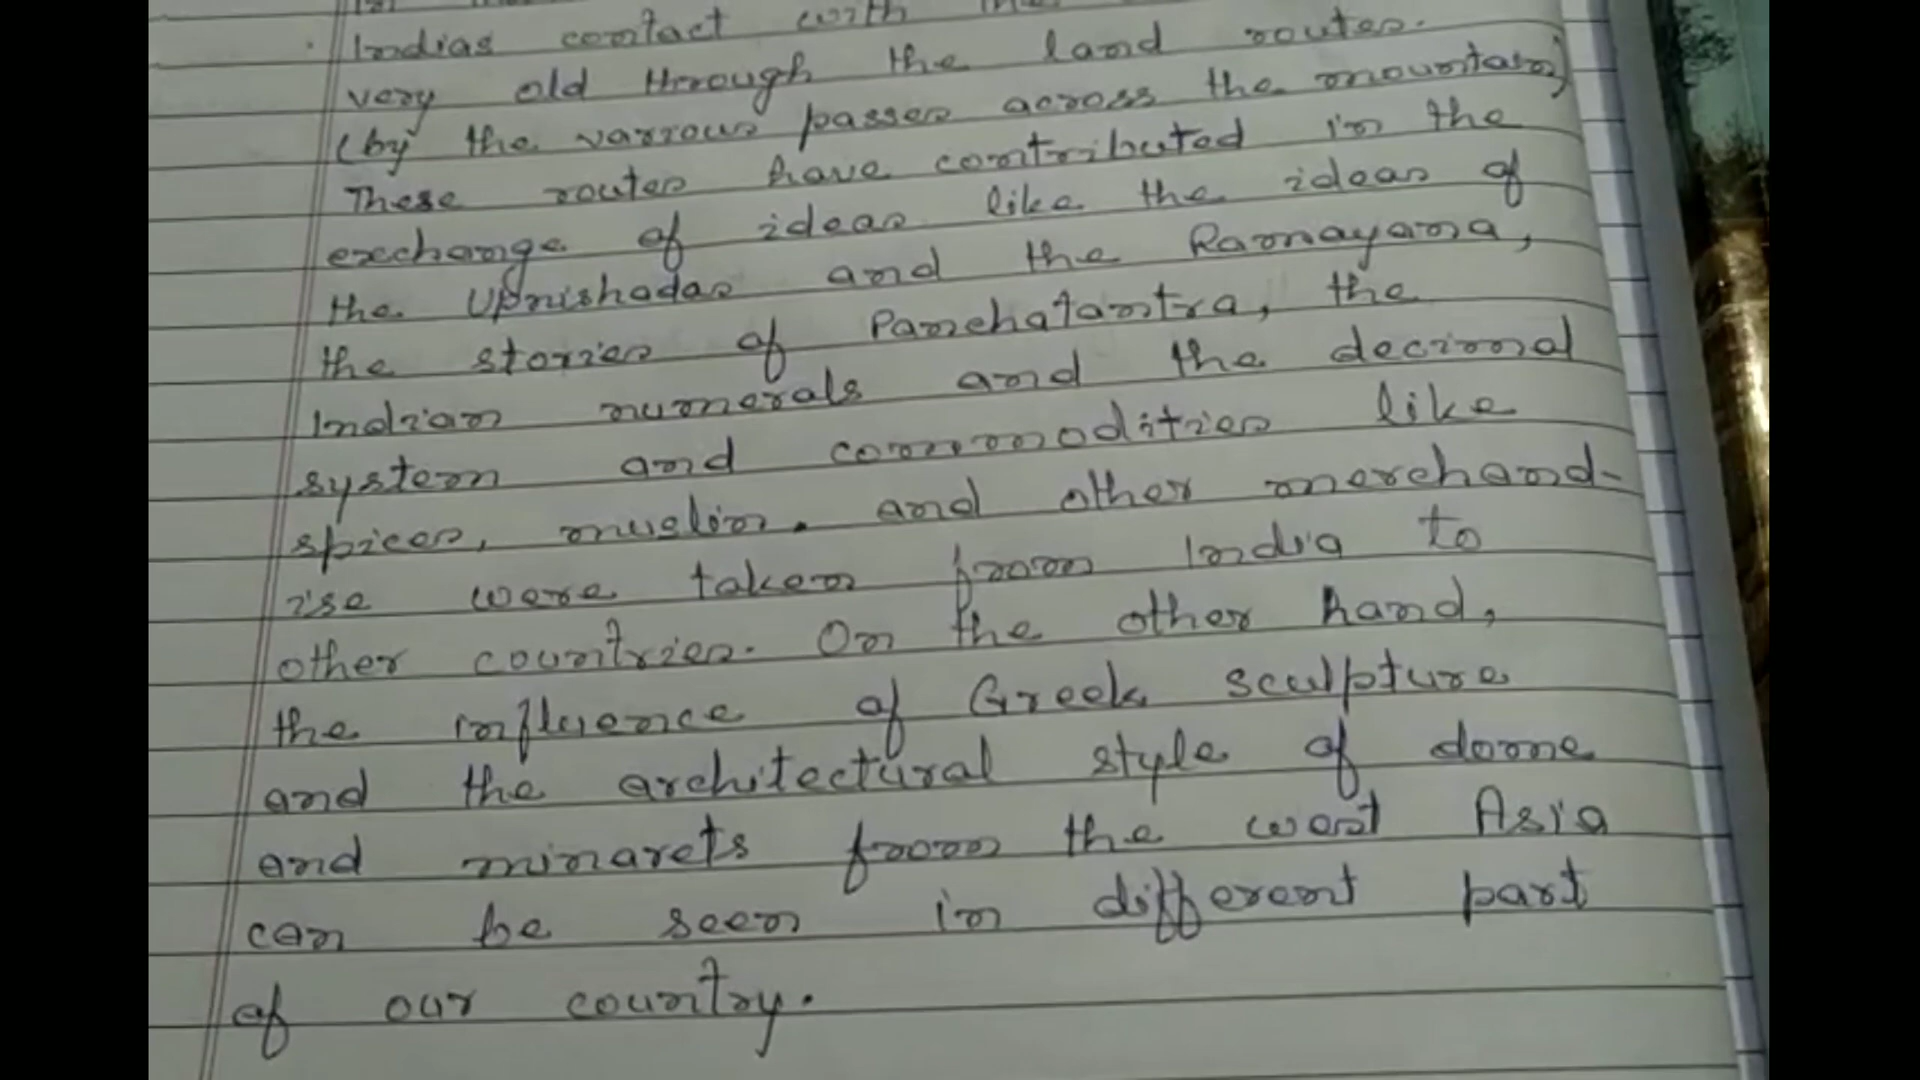 Indias contact with the
very old through the land routes.
(by the various passes across the mountain)
These routes have contributed in the
exchange of ideas like the ideas of
the Upnishadas and the Ramayana,
the stories of Panchatantra, the
Indian numerals and the decimal
system and commodities like
spices, muslin. and other merchand-
ise were taken from India to
other countries. On the other hand,
the influence of Greek sculpture
and the architectural style of dome
and minarets from the west Asia
can be seen in different part
of our country.